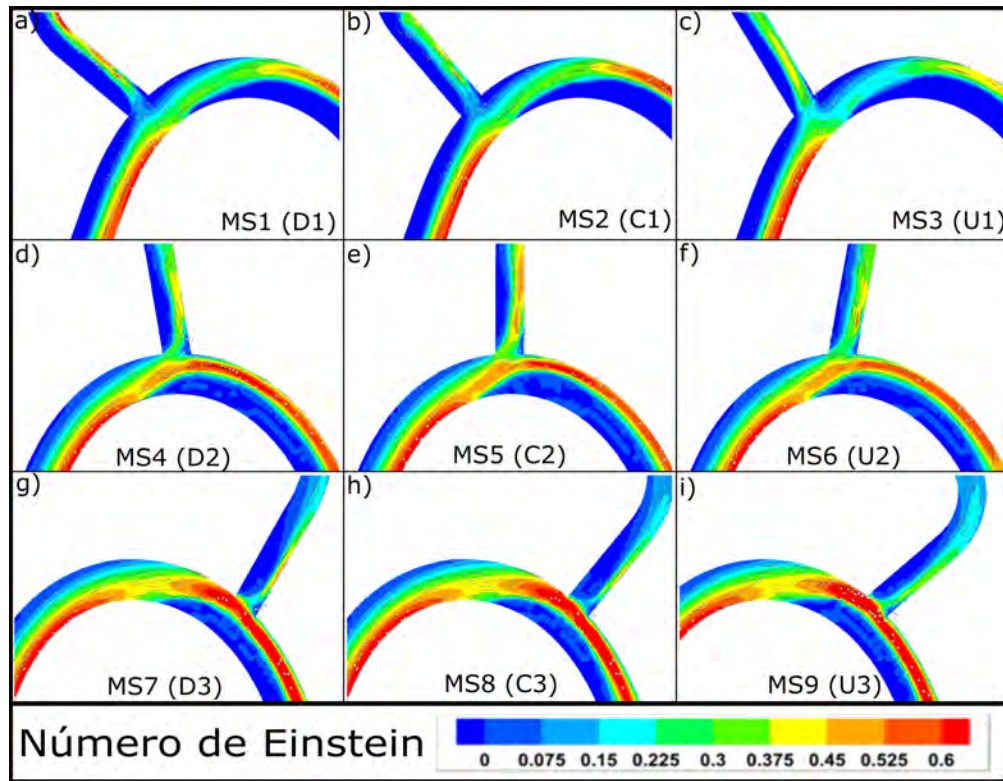 a)
b)
c)
MS1 (D1)
MS2 (C1)
MS3 (U1)
d)
e)
f)
MS4 (D2)
MS5 (C2)
MS6 (U2)
g)
h)
i)
MS7 (D3)
MS8 (C3)
MS9 (U3)
Número de Einstein
0 0.075 0.15 0.225 0.3 0.375 0.45 0.525 0.6